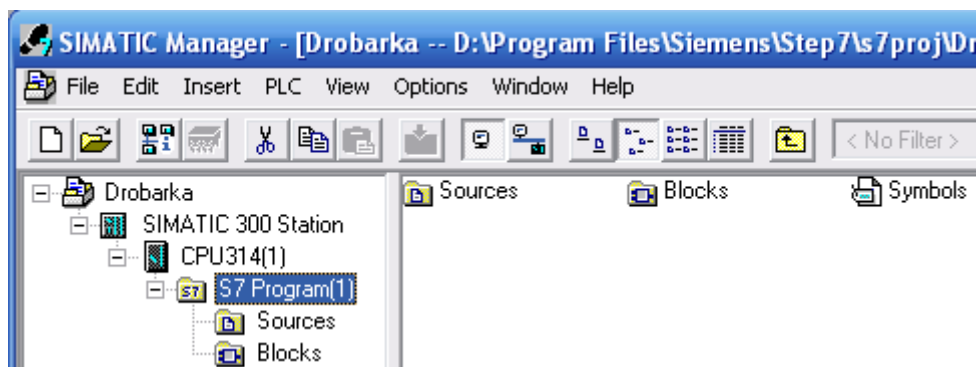 SIMATIC Manager - [Drobarka -- D:\Program Files\Siemens\Step7\s7proj\Dr
File Edit Insert PLC View Options Window Help
< No Filter >
Drobarka
SIMATIC 300 Station
CPU314(1)
S7 Program(1)
Sources
Blocks
Sources Blocks Symbols